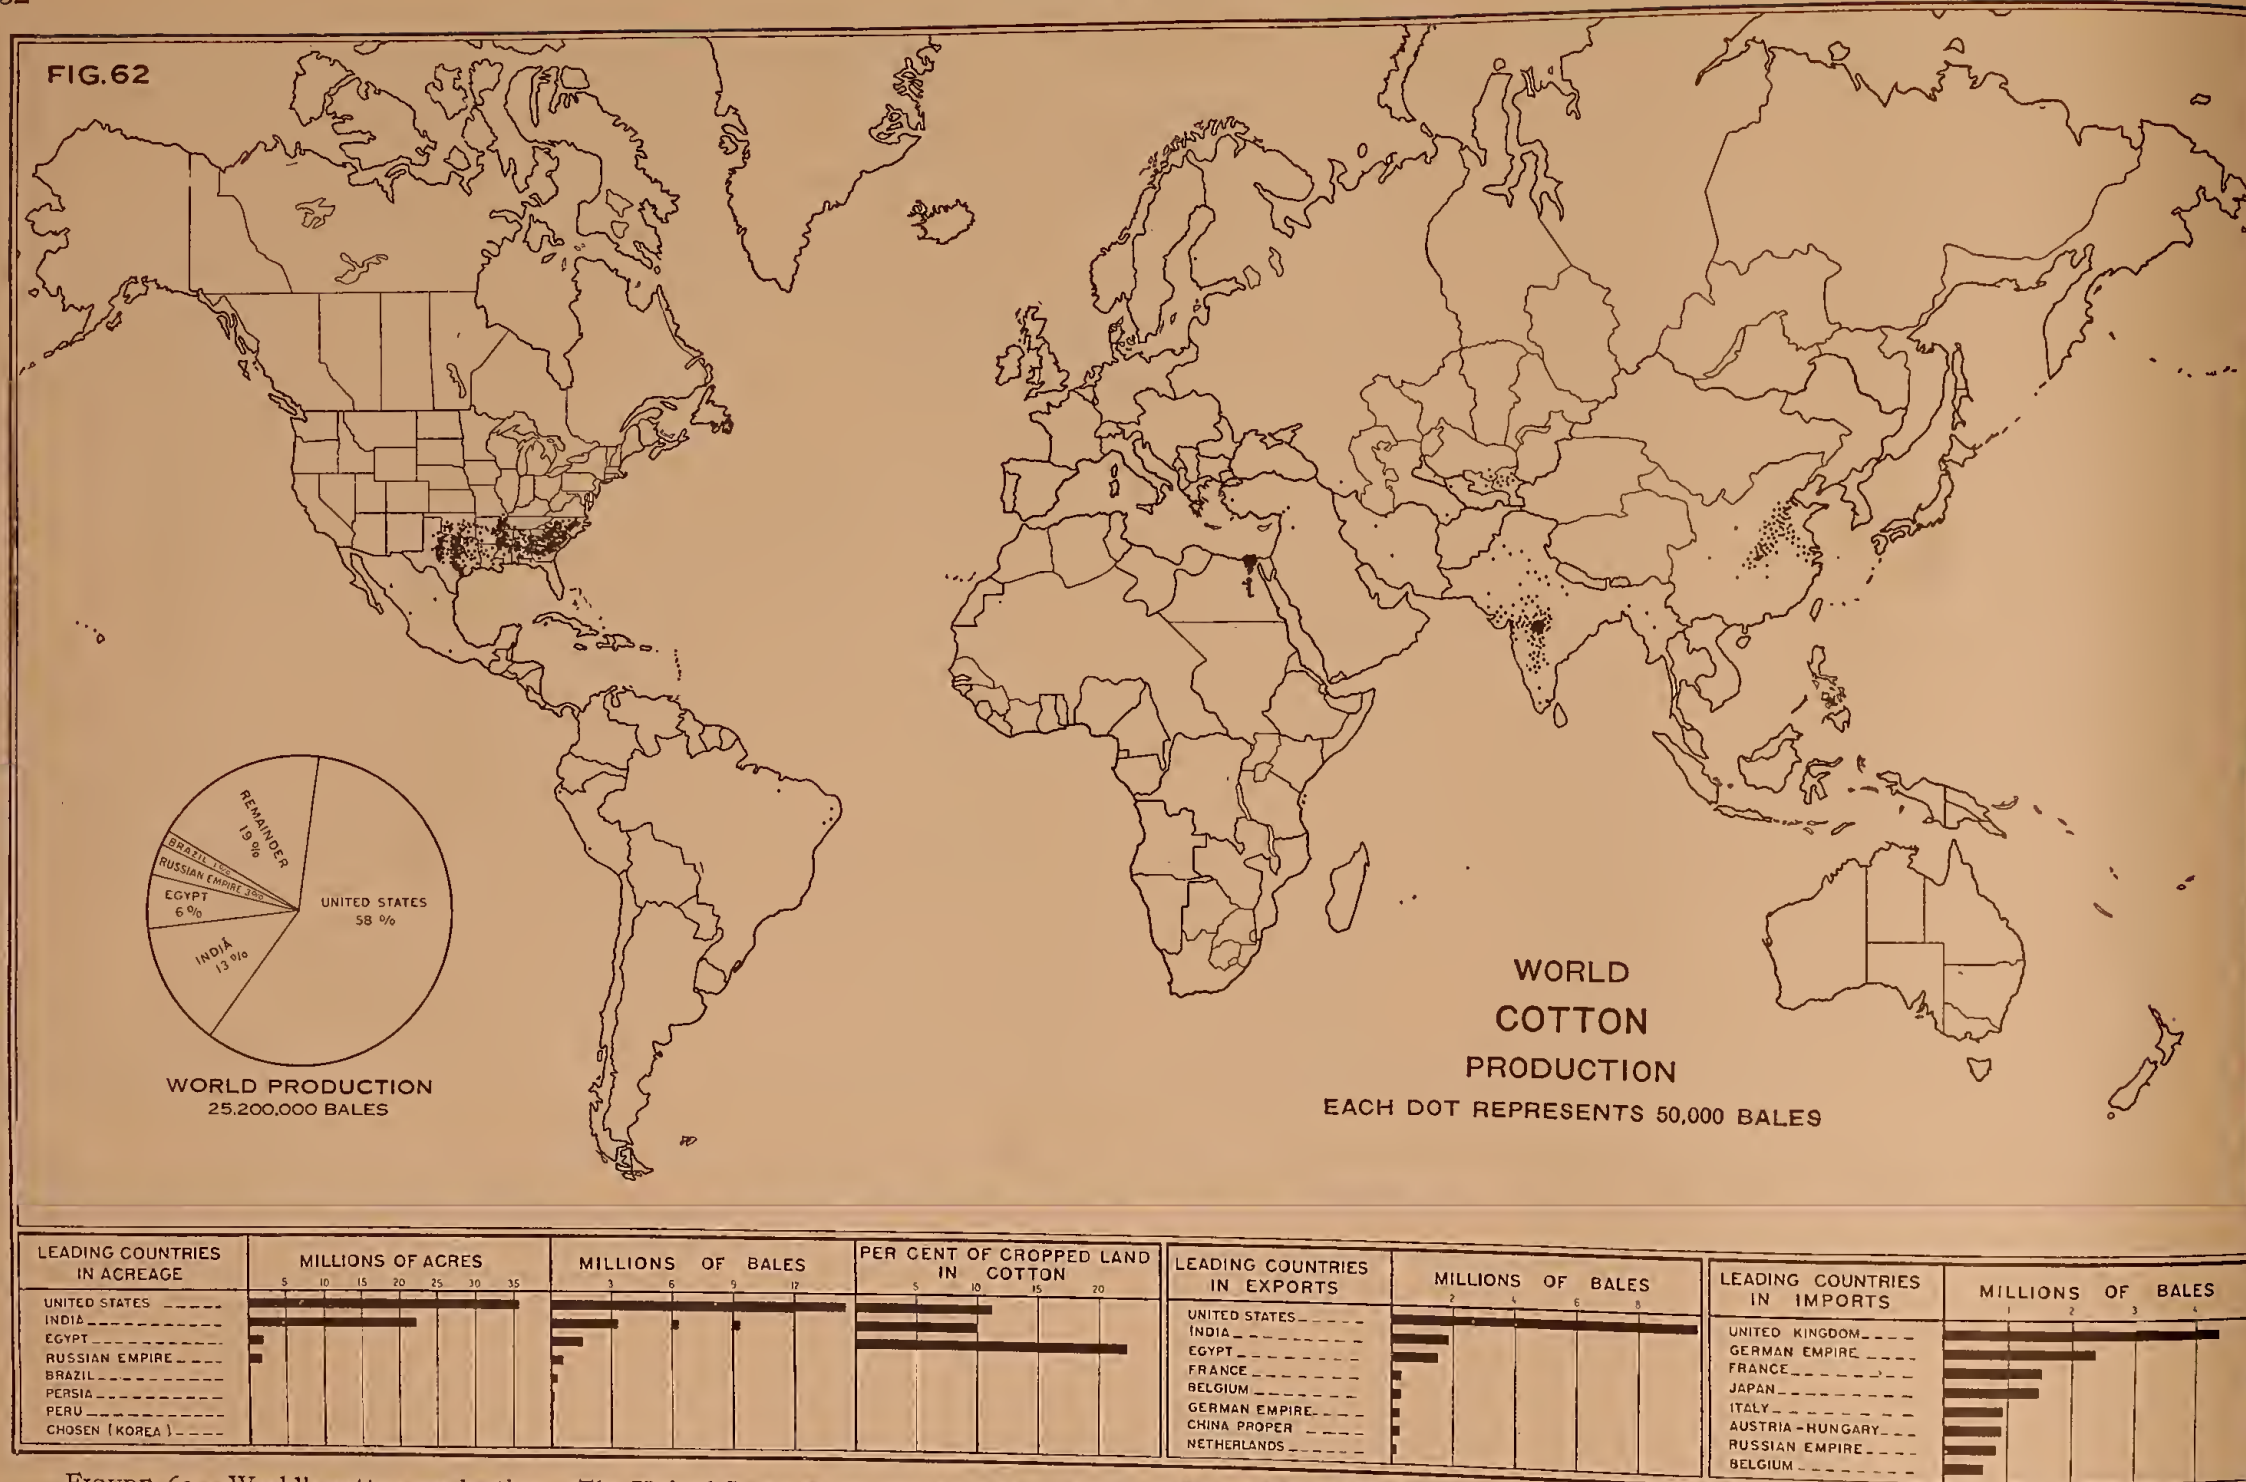 FIG.62
REMAINDER
19 %
BRAZIL 1%
RUSSIAN EMPIRE 3%
EGYPT
6 %
INDIA
13 %
UNITED STATES
58 %
WORLD PRODUCTION
25.200.000 BALES
WORLD
COTTON
PRODUCTION
EACH DOT REPRESENTS 50,000 BALES
LEADING COUNTRIES
IN ACREAGE
MILLIONS OF ACRES
5 10 15 20 25 30 35
MILLIONS OF BALES
3 6 9 12
PER CENT OF CROPPED LAND
IN COTTON
5 10 15 20
UNITED STATES
INDIA
EGYPT
RUSSIAN EMPIRE
BRAZIL
PERSIA
PERU
CHOSEN (KOREA)
LEADING COUNTRIES
IN EXPORTS
MILLIONS OF BALES
2 4 6 8
UNITED STATES
INDIA
EGYPT
FRANCE
BELGIUM
GERMAN EMPIRE
CHINA PROPER
NETHERLANDS
LEADING COUNTRIES
IN IMPORTS
MILLIONS OF BALES
1 2 3 4
UNITED KINGDOM
GERMAN EMPIRE
FRANCE
JAPAN
ITALY
AUSTRIA-HUNGARY
RUSSIAN EMPIRE
BELGIUM